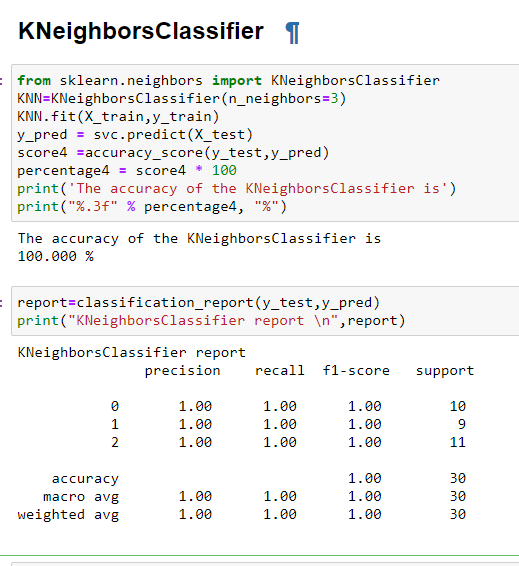 KNeighborsClassifier ¶
from sklearn.neighbors import KNeighborsClassifier
KNN=KNeighborsClassifier(n_neighbors=3)
KNN.fit(X_train,y_train)
y_pred = svc.predict(X_test)
score4 =accuracy_score(y_test,y_pred)
percentage4 = score4 * 100
print('The accuracy of the KNeighborsClassifier is')
print("%.3f" % percentage4, "%")
The accuracy of the KNeighborsClassifier is
100.000 %
report=classification_report(y_test,y_pred)
print("KNeighborsClassifier report \n",report)
KNeighborsClassifier report
precision recall f1-score support
0 1.00 1.00 1.00 10
1 1.00 1.00 1.00 9
2 1.00 1.00 1.00 11
accuracy 1.00 30
macro avg 1.00 1.00 1.00 30
weighted avg 1.00 1.00 1.00 30